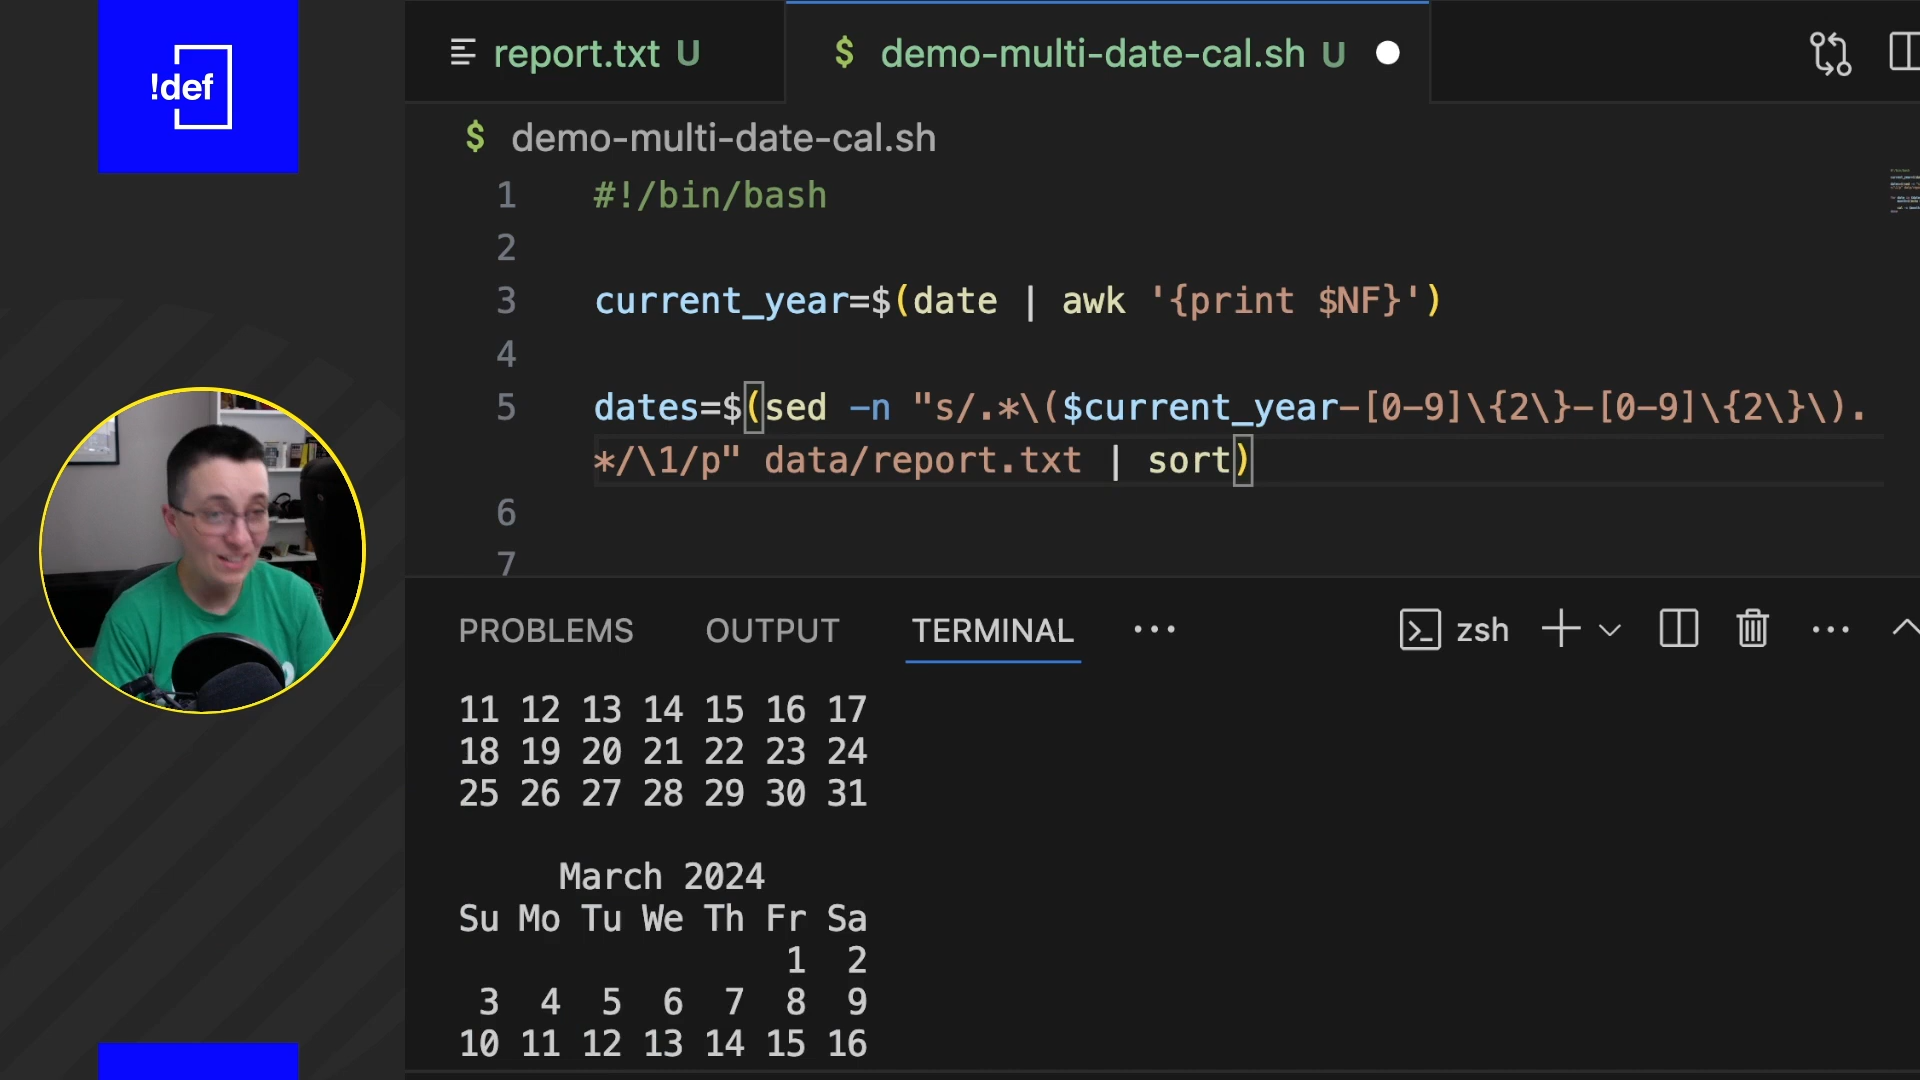 !def
report.txt U
$ demo-multi-date-cal.sh U
$ demo-multi-date-cal.sh
1 #!/bin/bash
2
3 current_year=$(date | awk '{print $NF}')
4
5 dates=$(sed -n "s/.*\($current_year-[0-9]\{2\}-[0-9]\{2\}\).
*/\1/p" data/report.txt | sort)
6
7
PROBLEMS OUTPUT TERMINAL ··· zsh ···
11 12 13 14 15 16 17
18 19 20 21 22 23 24
25 26 27 28 29 30 31
March 2024
Su Mo Tu We Th Fr Sa
1 2
3 4 5 6 7 8 9
10 11 12 13 14 15 16